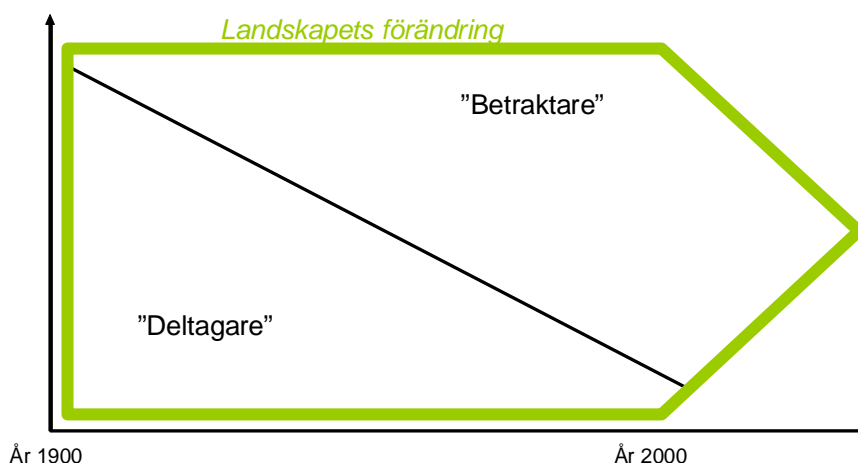 Landskapets förändring
”Betraktare”
”Deltagare”
År 1900
År 2000